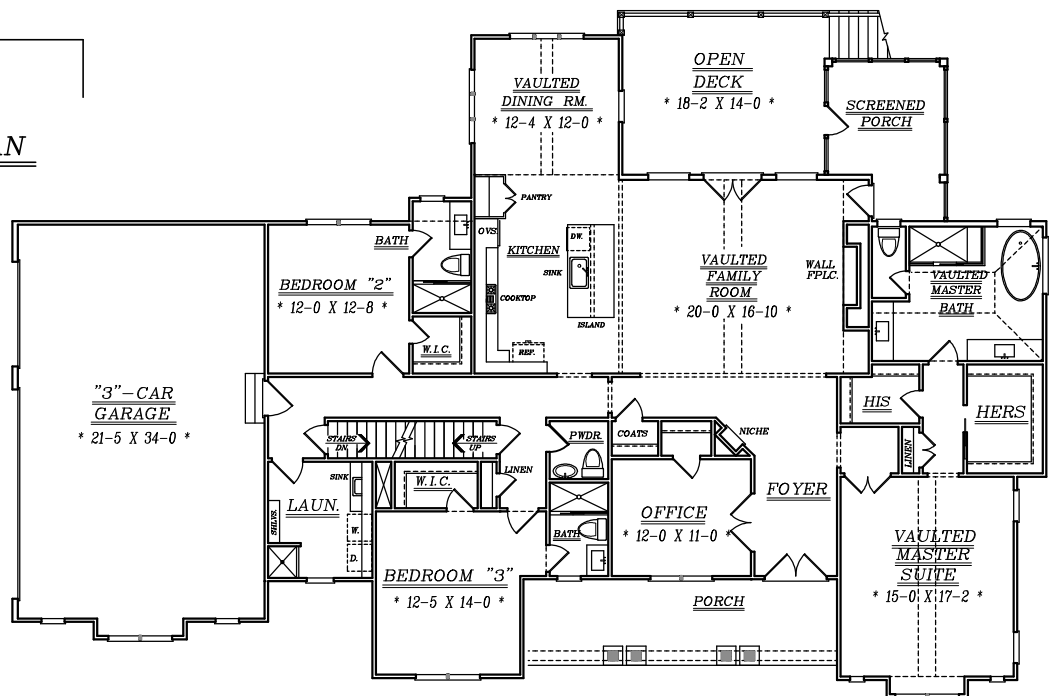 OPEN
DECK
* 18-2 X 14-0 *
VAULTED
DINING RM.
* 12-4 X 12-0 *
SCREENED
PORCH
PANTRY
BATH
OVS.
KITCHEN
DW.
SINK
COOKTOP
ISLAND
REF.
VAULTED
FAMILY
ROOM
* 20-0 X 16-10 *
WALL
FPLC.
VAULTED
MASTER
BATH
BEDROOM "2"
* 12-0 X 12-8 *
W.I.C.
"3"-CAR
GARAGE
* 21-5 X 34-0 *
HIS
HERS
LINEN
STAIRS
DN.
STAIRS
UP
PWDR.
COATS
NICHE
SINK
LAUN.
SHLVS.
W.
D.
W.I.C.
LINEN
BATH
OFFICE
* 12-0 X 11-0 *
FOYER
VAULTED
MASTER
SUITE
* 15-0 X 17-2 *
BEDROOM "3"
* 12-5 X 14-0 *
PORCH